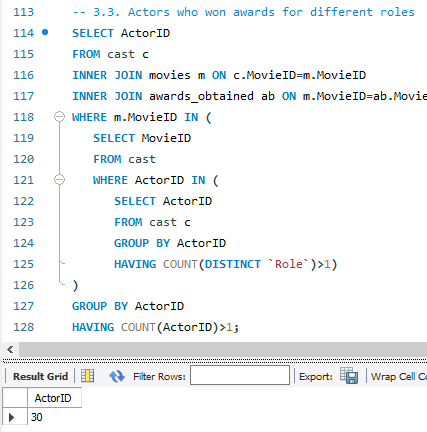 113 -- 3.3. Actors who won awards for different roles
114 SELECT ActorID
115 FROM cast c
116 INNER JOIN movies m ON c.MovieID=m.MovieID
117 INNER JOIN awards_obtained ab ON m.MovieID=ab.Movie
118 WHERE m.MovieID IN (
119 SELECT MovieID
120 FROM cast
121 WHERE ActorID IN (
122 SELECT ActorID
123 FROM cast c
124 GROUP BY ActorID
125 HAVING COUNT(DISTINCT `Role`)>1)
126 )
127 GROUP BY ActorID
128 HAVING COUNT(ActorID)>1;
Result Grid Filter Rows: Export: Wrap Cell Co
ActorID
30